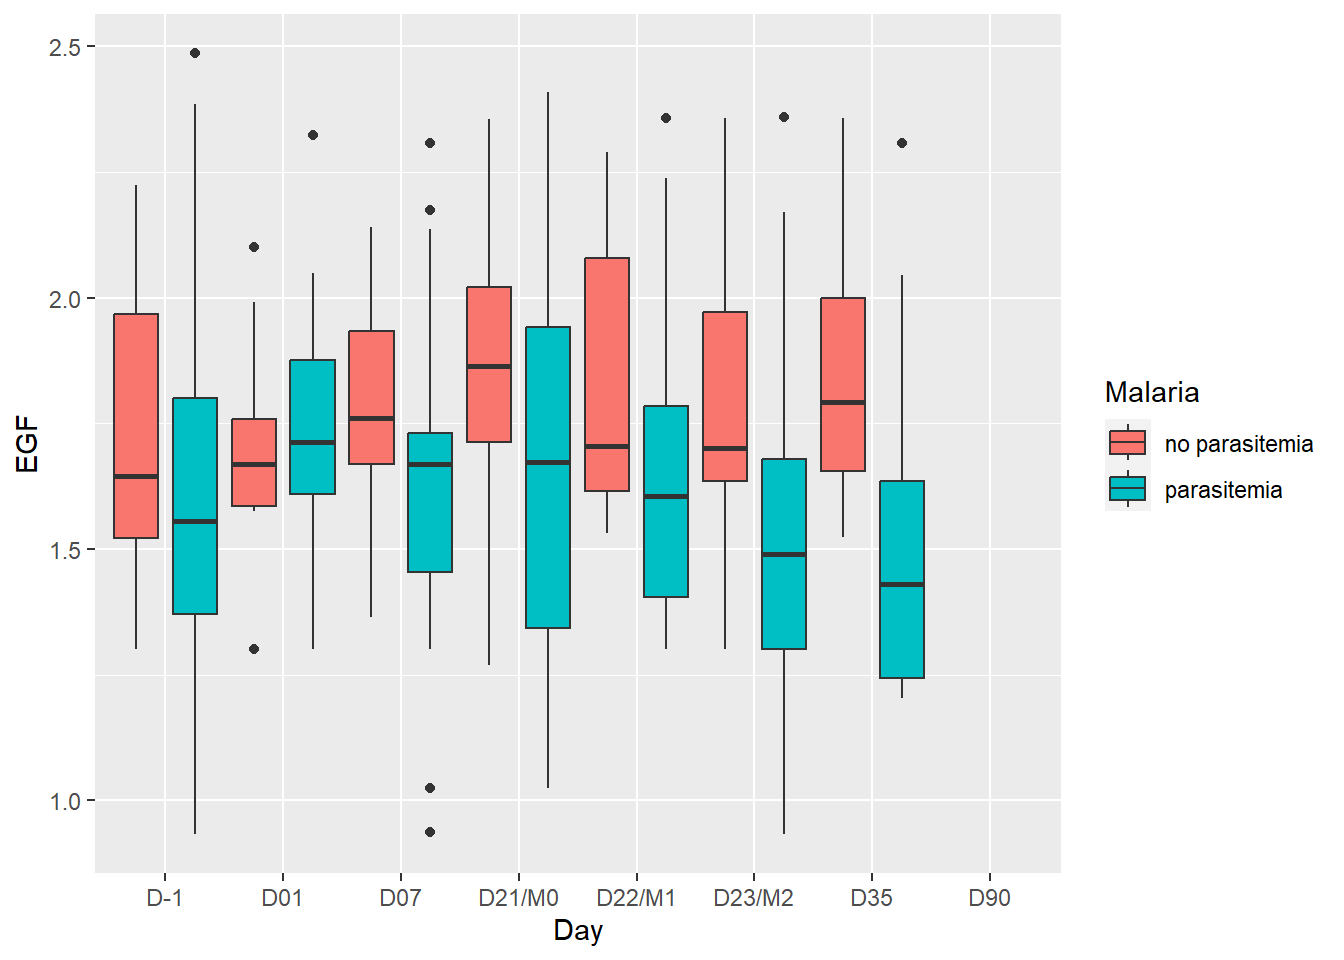 2.5
2.0
1.5
1.0
EGF
D-1 D01 D07 D21/M0 D22/M1 D23/M2 D35 D90
Day
Malaria
no parasitemia
parasitemia